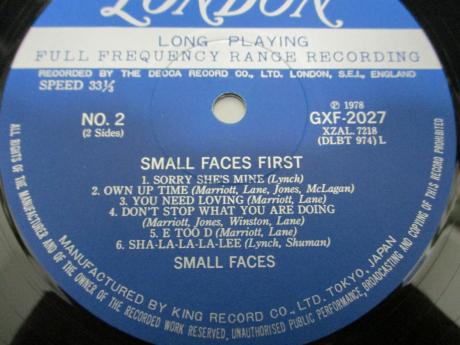 LONDON
LONG PLAYING
FULL FREQUENCY RANGE RECORDING
RECORDED BY THE DECCA RECORD CO., LTD. LONDON, S.E.I., ENGLAND
SPEED 33⅓
NO. 2
(2 Sides)
℗ 1978
GXF-2027
XZAL. 7218
(DLBT 974) L
SMALL FACES FIRST
1. SORRY SHE'S MINE (Lynch)
2. OWN UP TIME (Marriott, Lane, Jones, McLagan)
3. YOU NEED LOVING (Marriott, Lane)
4. DON'T STOP WHAT YOU ARE DOING
(Marriott, Jones, Winston, Lane)
5. E TOO D (Marriott, Lane)
6. SHA-LA-LA-LA-LEE (Lynch, Shuman)
SMALL FACES
MANUFACTURED BY KING RECORD CO., LTD. TOKYO, JAPAN
ALL RIGHTS OF THE MANUFACTURER AND OF THE OWNER OF THE RECORDED WORK RESERVED, UNAUTHORISED PUBLIC PERFORMANCE, BROADCASTING AND COPYING OF THIS RECORD PROHIBITED